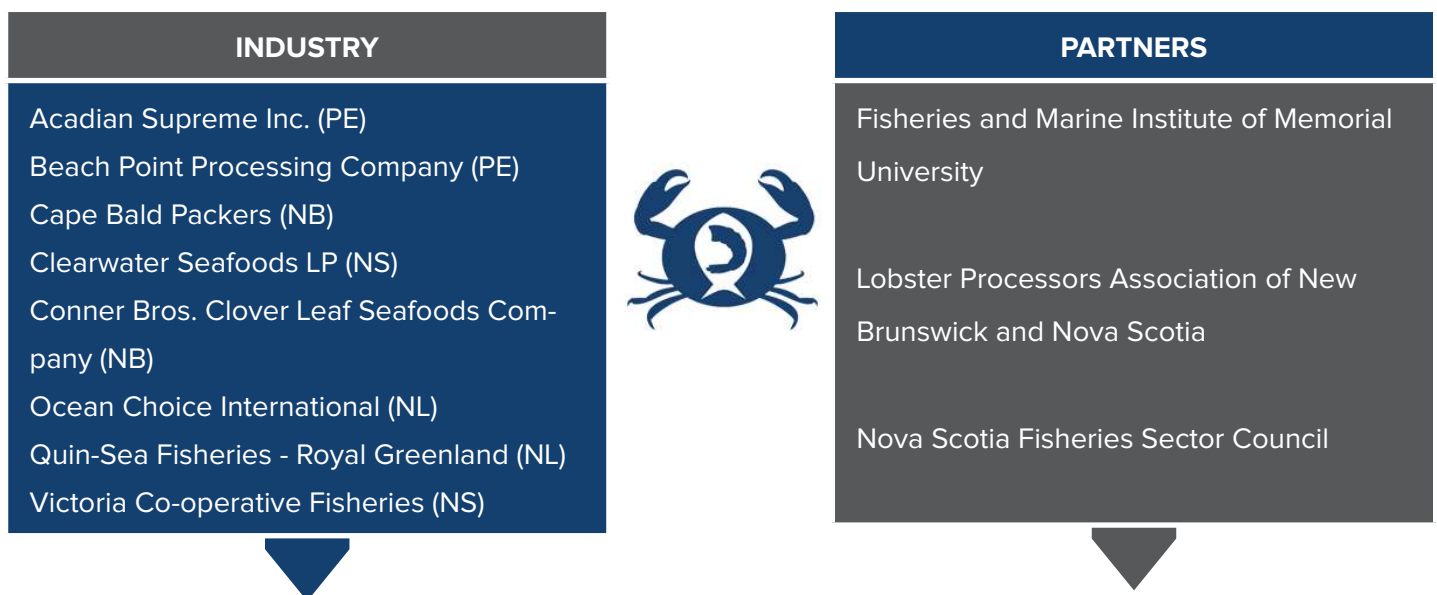 INDUSTRY
Acadian Supreme Inc. (PE)
Beach Point Processing Company (PE)
Cape Bald Packers (NB)
Clearwater Seafoods LP (NS)
Conner Bros. Clover Leaf Seafoods Com-
pany (NB)
Ocean Choice International (NL)
Quin-Sea Fisheries - Royal Greenland (NL)
Victoria Co-operative Fisheries (NS)
PARTNERS
Fisheries and Marine Institute of Memorial
University
Lobster Processors Association of New
Brunswick and Nova Scotia
Nova Scotia Fisheries Sector Council